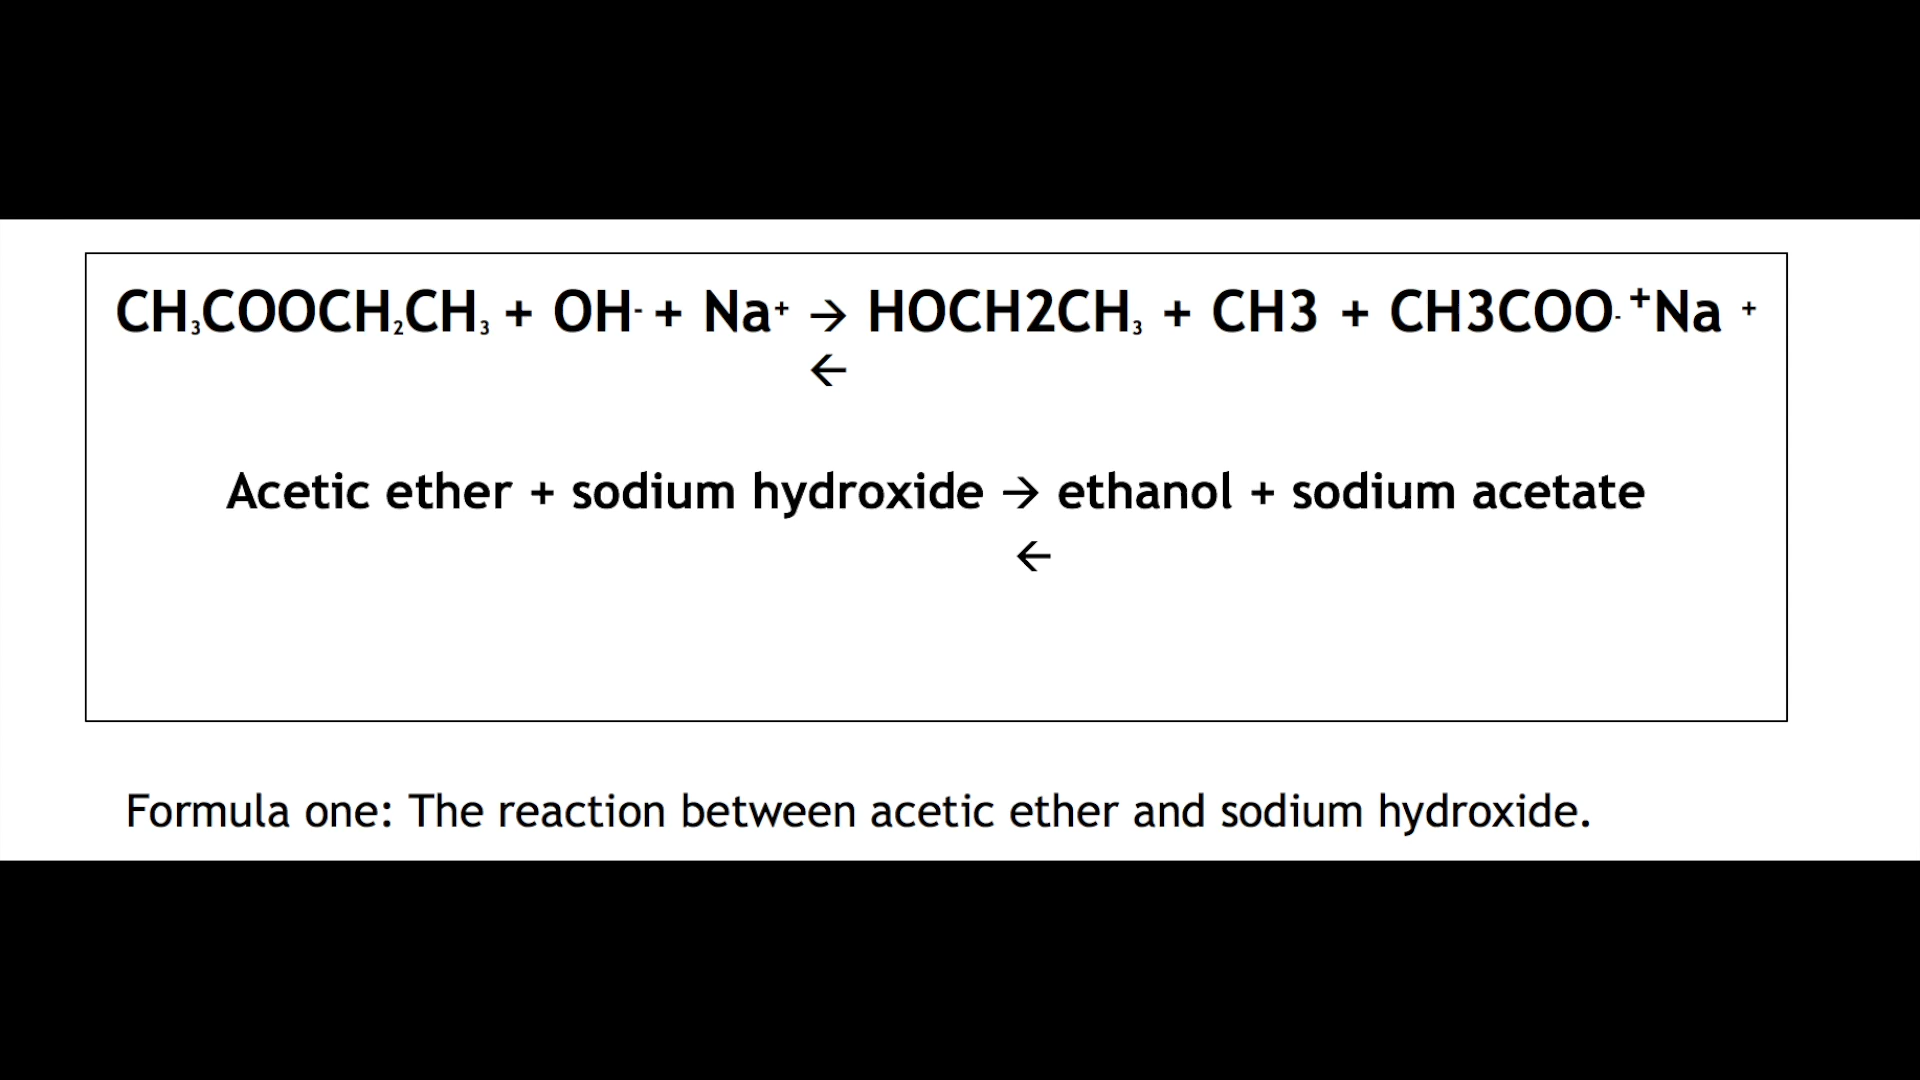 CH₃COOCH₂CH₃ + OH⁻ + Na⁺ → HOCH2CH₃ + CH3 + CH3COO₋ ⁺Na ⁺
←
Acetic ether + sodium hydroxide → ethanol + sodium acetate
←
Formula one: The reaction between acetic ether and sodium hydroxide.